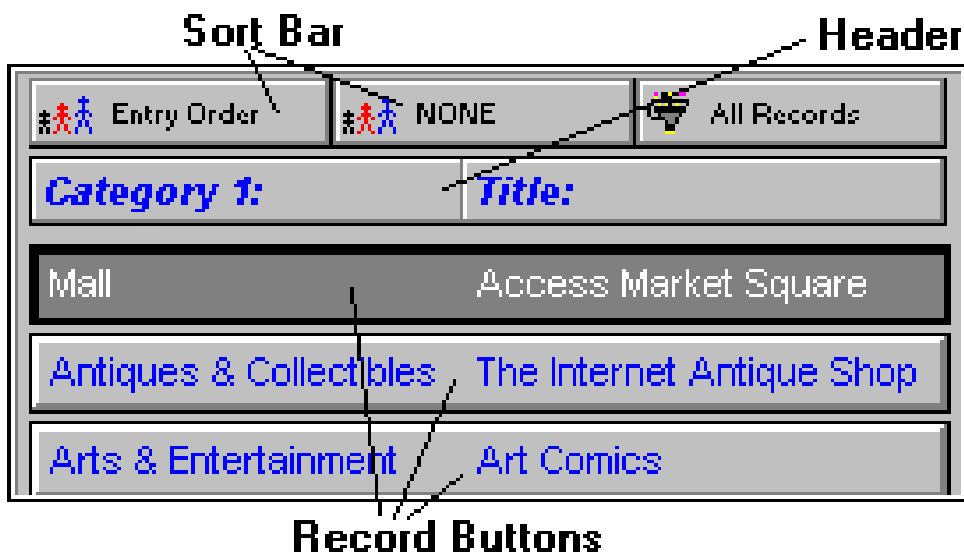 Sort Bar Header
Entry Order NONE All Records
Category 1: Title:
Mall Access Market Square
Antiques & Collectibles The Internet Antique Shop
Arts & Entertainment Art Comics
Record Buttons